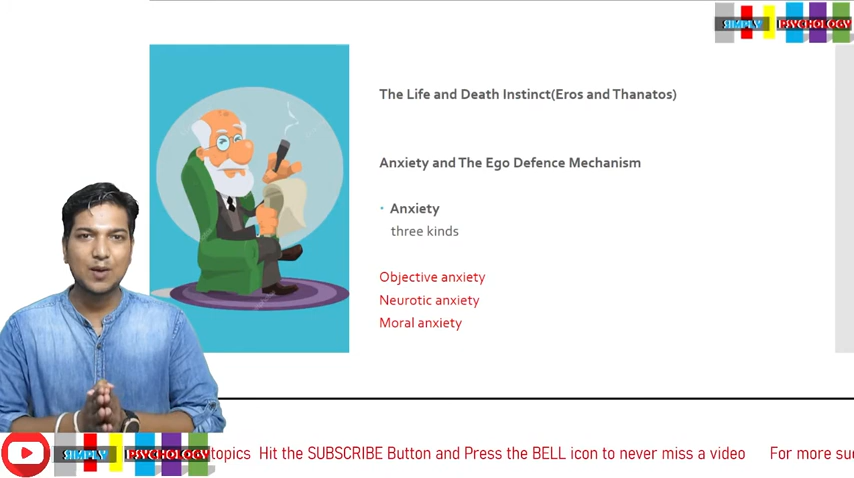 SIMPLY PSYCHOLOGY
The Life and Death Instinct(Eros and Thanatos)
Anxiety and The Ego Defence Mechanism
• Anxiety
three kinds
Objective anxiety
Neurotic anxiety
Moral anxiety
SIMPLY PSYCHOLOGY topics Hit the SUBSCRIBE Button and Press the BELL icon to never miss a video For more